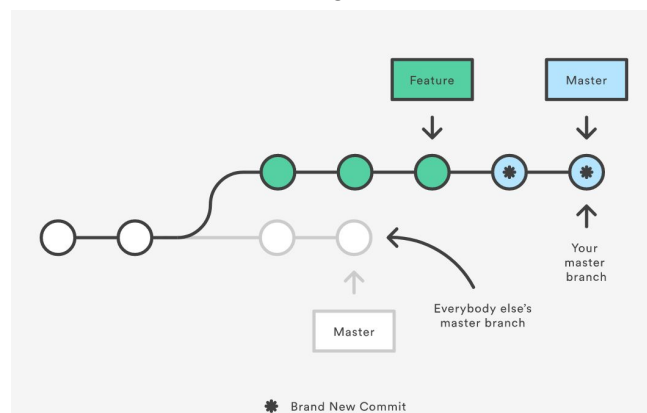 Feature
Master
Your
master
branch
Everybody else's
master branch
Master
✱ Brand New Commit